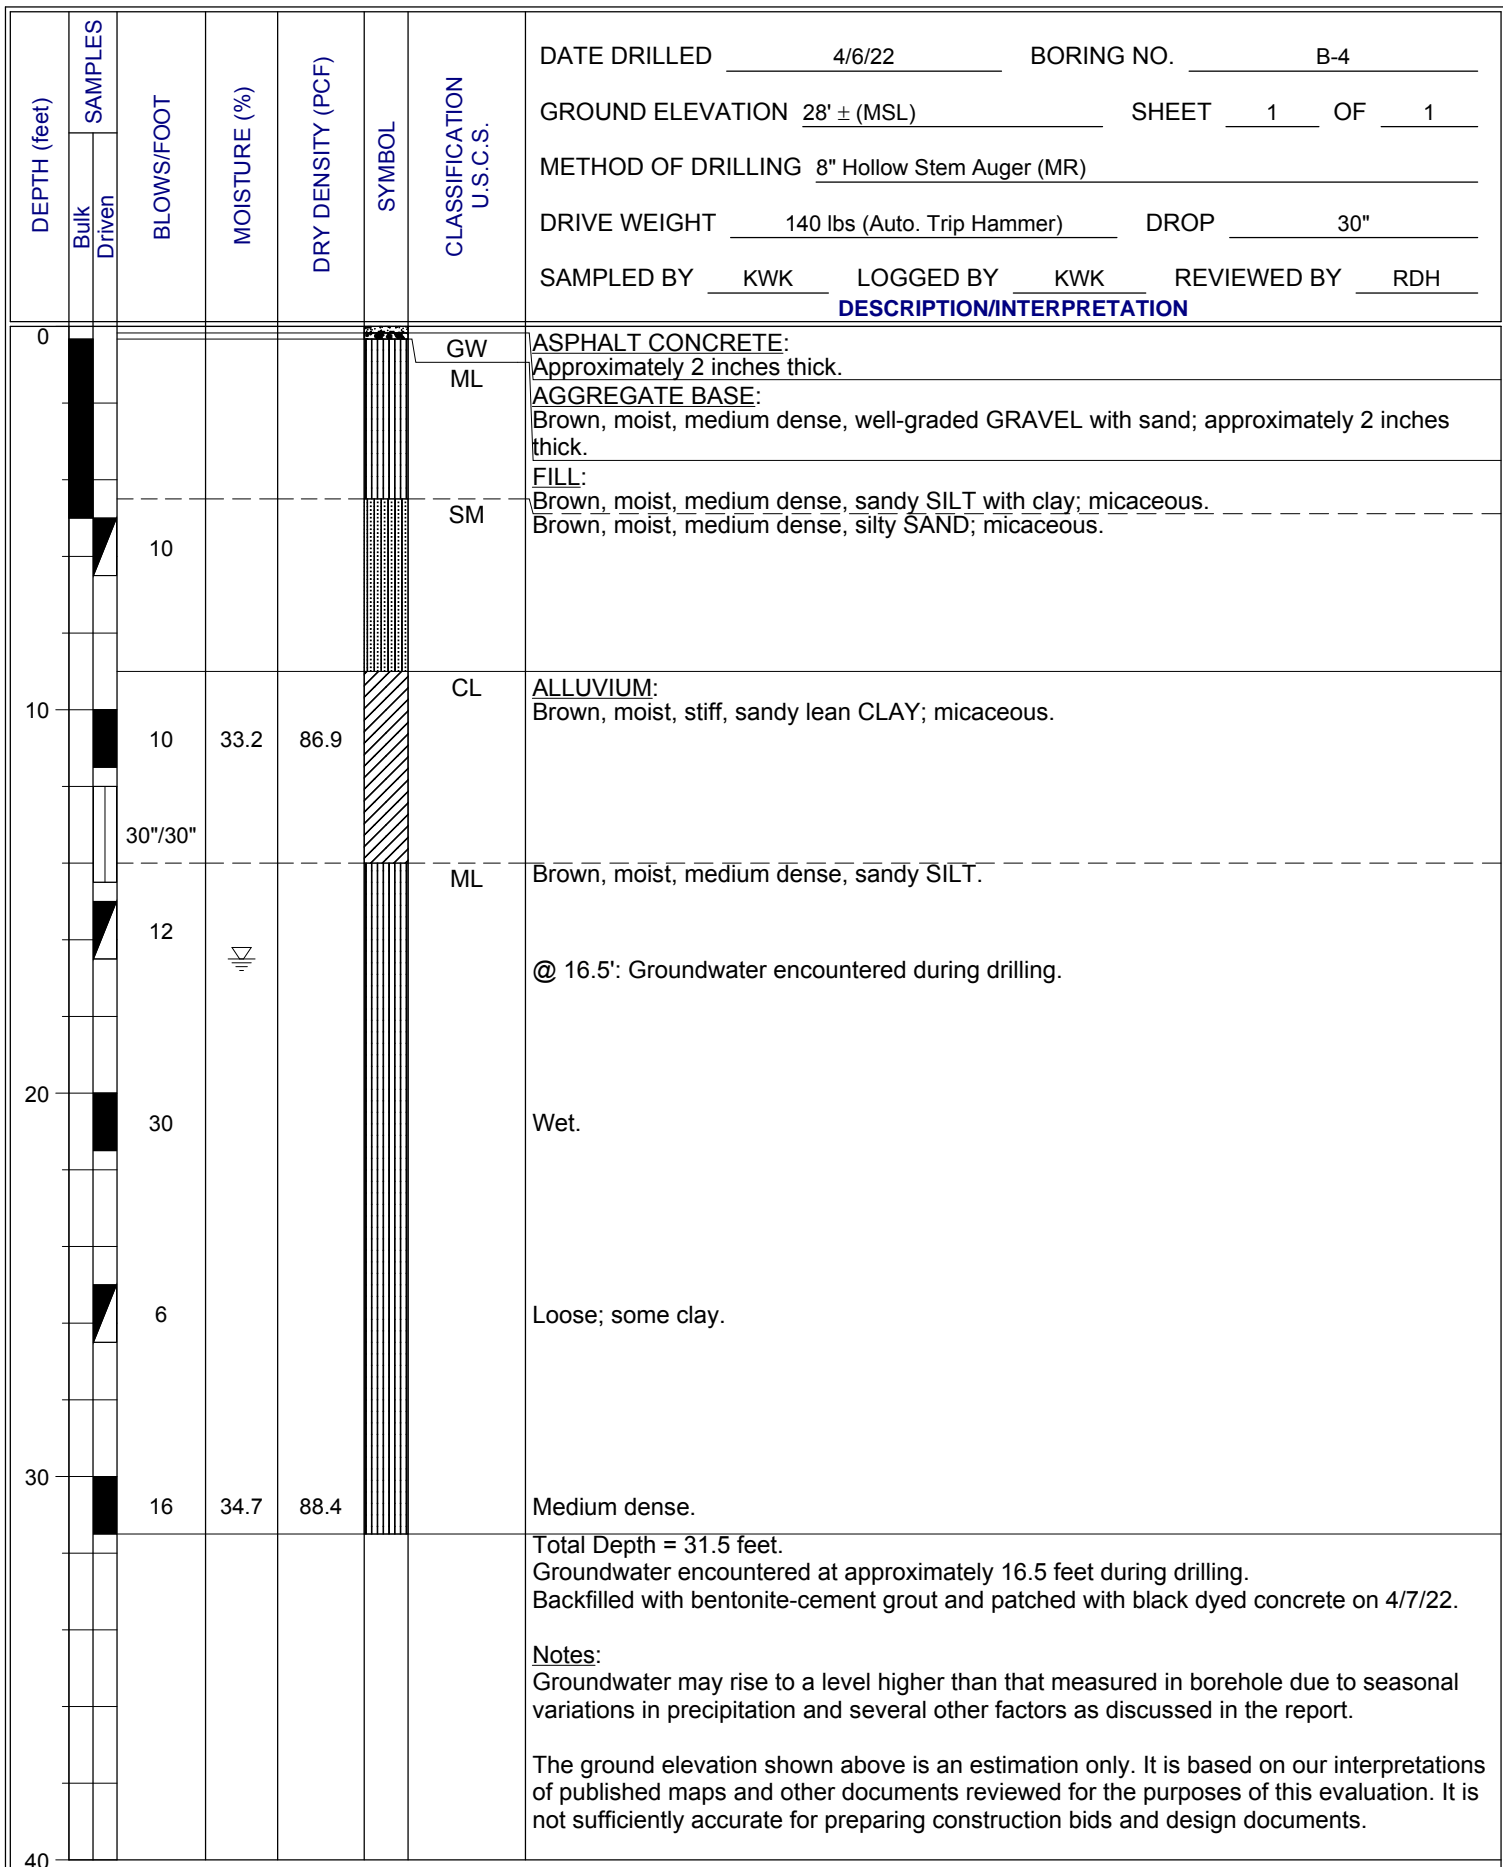 DEPTH (feet)
SAMPLES
Bulk
Driven
BLOWS/FOOT
MOISTURE (%)
DRY DENSITY (PCF)
SYMBOL
CLASSIFICATION
U.S.C.S.
DATE DRILLED 4/6/22 BORING NO. B-4
GROUND ELEVATION 28' ± (MSL) SHEET 1 OF 1
METHOD OF DRILLING 8" Hollow Stem Auger (MR)
DRIVE WEIGHT 140 lbs (Auto. Trip Hammer) DROP 30"
SAMPLED BY KWK LOGGED BY KWK REVIEWED BY RDH
DESCRIPTION/INTERPRETATION
0
GW
ASPHALT CONCRETE:
Approximately 2 inches thick.
ML
AGGREGATE BASE:
Brown, moist, medium dense, well-graded GRAVEL with sand; approximately 2 inches
thick.
FILL:
Brown, moist, medium dense, sandy SILT with clay; micaceous.
SM
Brown, moist, medium dense, silty SAND; micaceous.
10
CL
ALLUVIUM:
10
Brown, moist, stiff, sandy lean CLAY; micaceous.
10 33.2 86.9
30"/30"
ML
Brown, moist, medium dense, sandy SILT.
12
@ 16.5': Groundwater encountered during drilling.
20
30
Wet.
6
Loose; some clay.
30
16 34.7 88.4
Medium dense.
Total Depth = 31.5 feet.
Groundwater encountered at approximately 16.5 feet during drilling.
Backfilled with bentonite-cement grout and patched with black dyed concrete on 4/7/22.
Notes:
Groundwater may rise to a level higher than that measured in borehole due to seasonal
variations in precipitation and several other factors as discussed in the report.
The ground elevation shown above is an estimation only. It is based on our interpretations
of published maps and other documents reviewed for the purposes of this evaluation. It is
not sufficiently accurate for preparing construction bids and design documents.
40